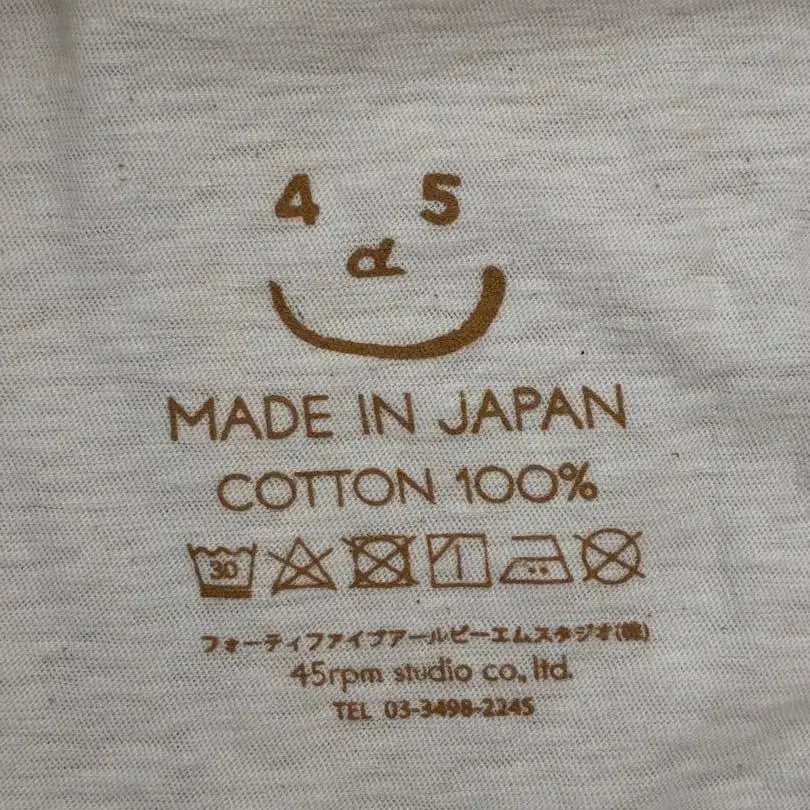 4 5
R
MADE IN JAPAN
COTTON 100%
30
フォーティファイブアールピーエムスタジオ(株)
45rpm studio co., ltd.
TEL 03-3498-2245